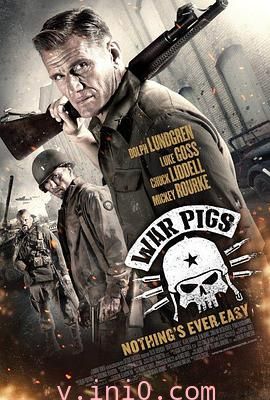 DOLPH LUNDGREN
LUKE GOSS
CHUCK LIDDELL
MICKEY ROURKE
WAR PIGS
NOTHING'S EVER EASY
v.ini0.com